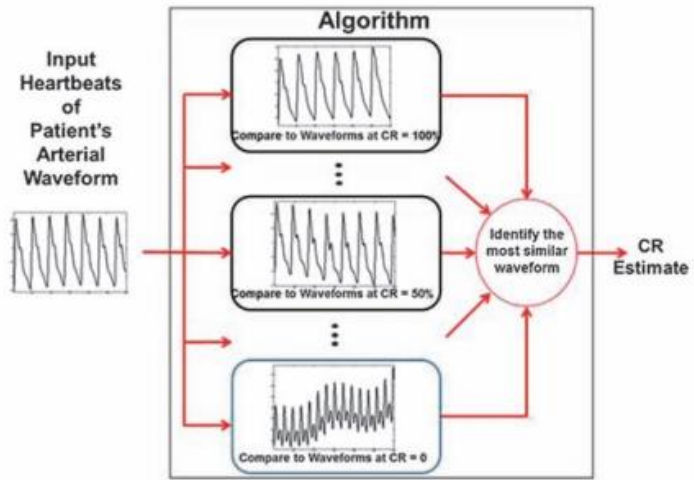 Algorithm
Input
Heartbeats
of
Patient's
Arterial
Waveform
Compare to Waveforms at CR = 100%
Compare to Waveforms at CR = 50%
Compare to Waveforms at CR = 0
Identify the
most similar
waveform
CR
Estimate